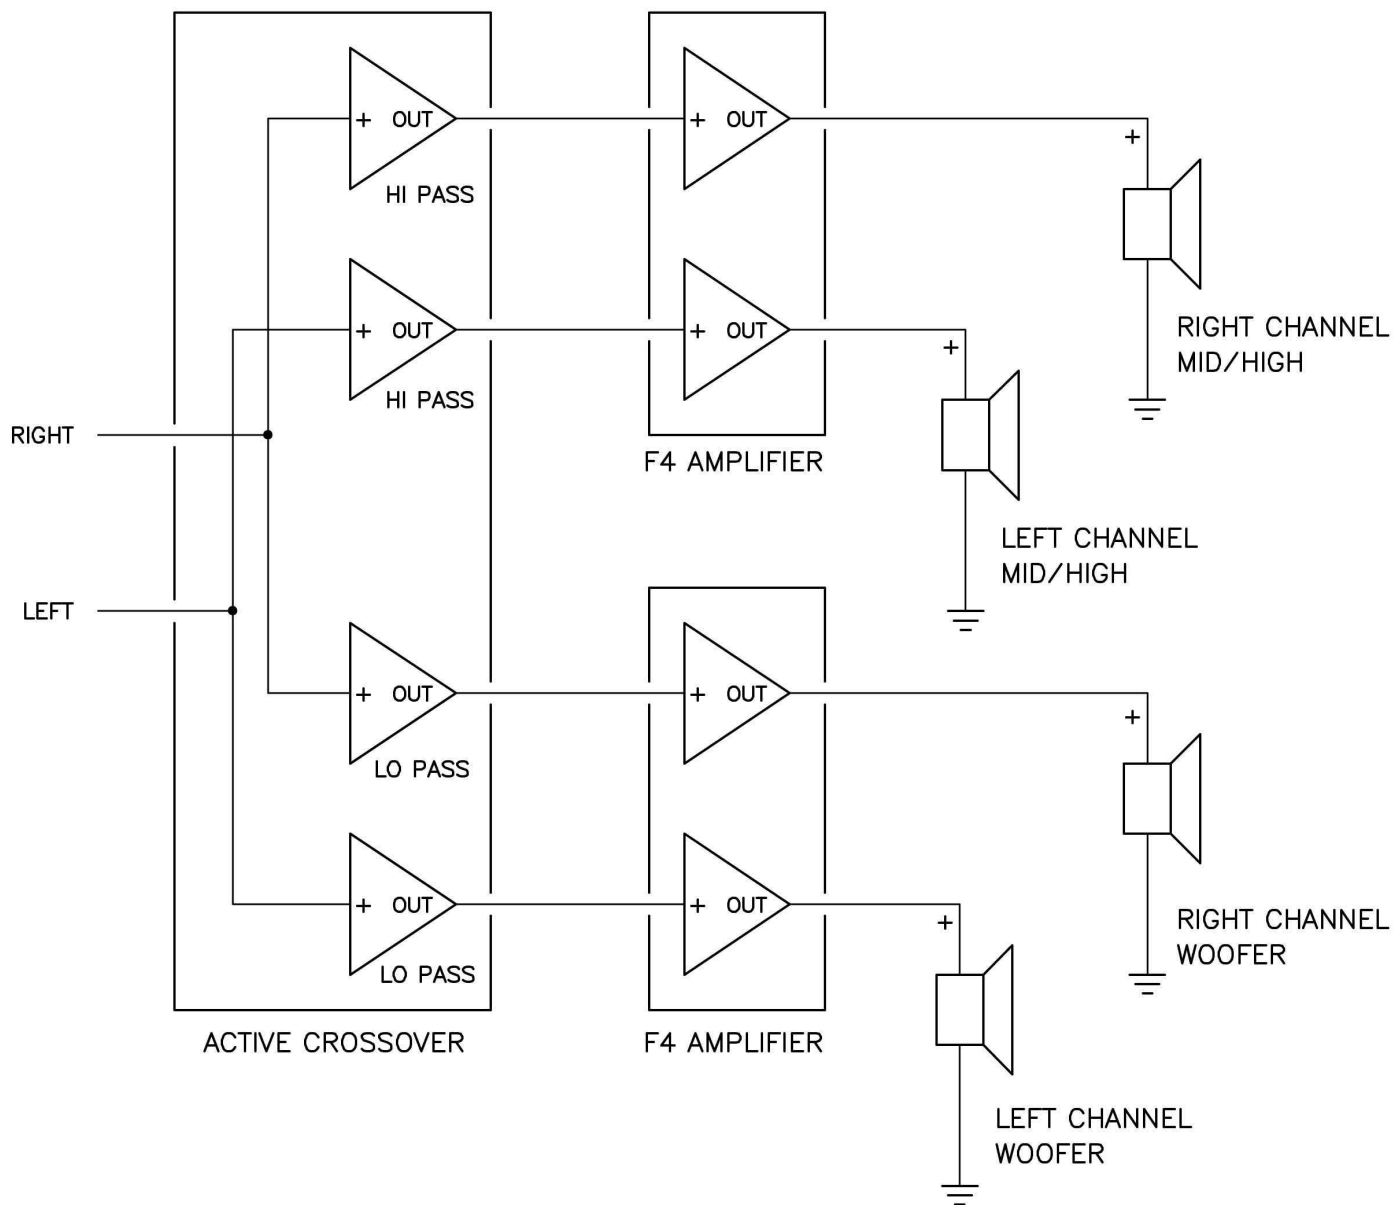 + OUT
HI PASS
+ OUT
+
RIGHT CHANNEL
MID/HIGH
+ OUT
HI PASS
+ OUT
+
RIGHT
F4 AMPLIFIER
LEFT CHANNEL
MID/HIGH
LEFT
+ OUT
LO PASS
+ OUT
+
RIGHT CHANNEL
WOOFER
+ OUT
LO PASS
+ OUT
+
ACTIVE CROSSOVER
F4 AMPLIFIER
LEFT CHANNEL
WOOFER